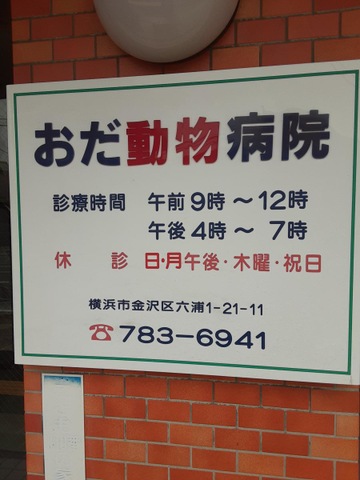 おだ動物病院
診療時間 午前9時～12時
午後4時～7時
休診 日・月午後・木曜・祝日
横浜市金沢区六浦1-21-11
☎783-6941